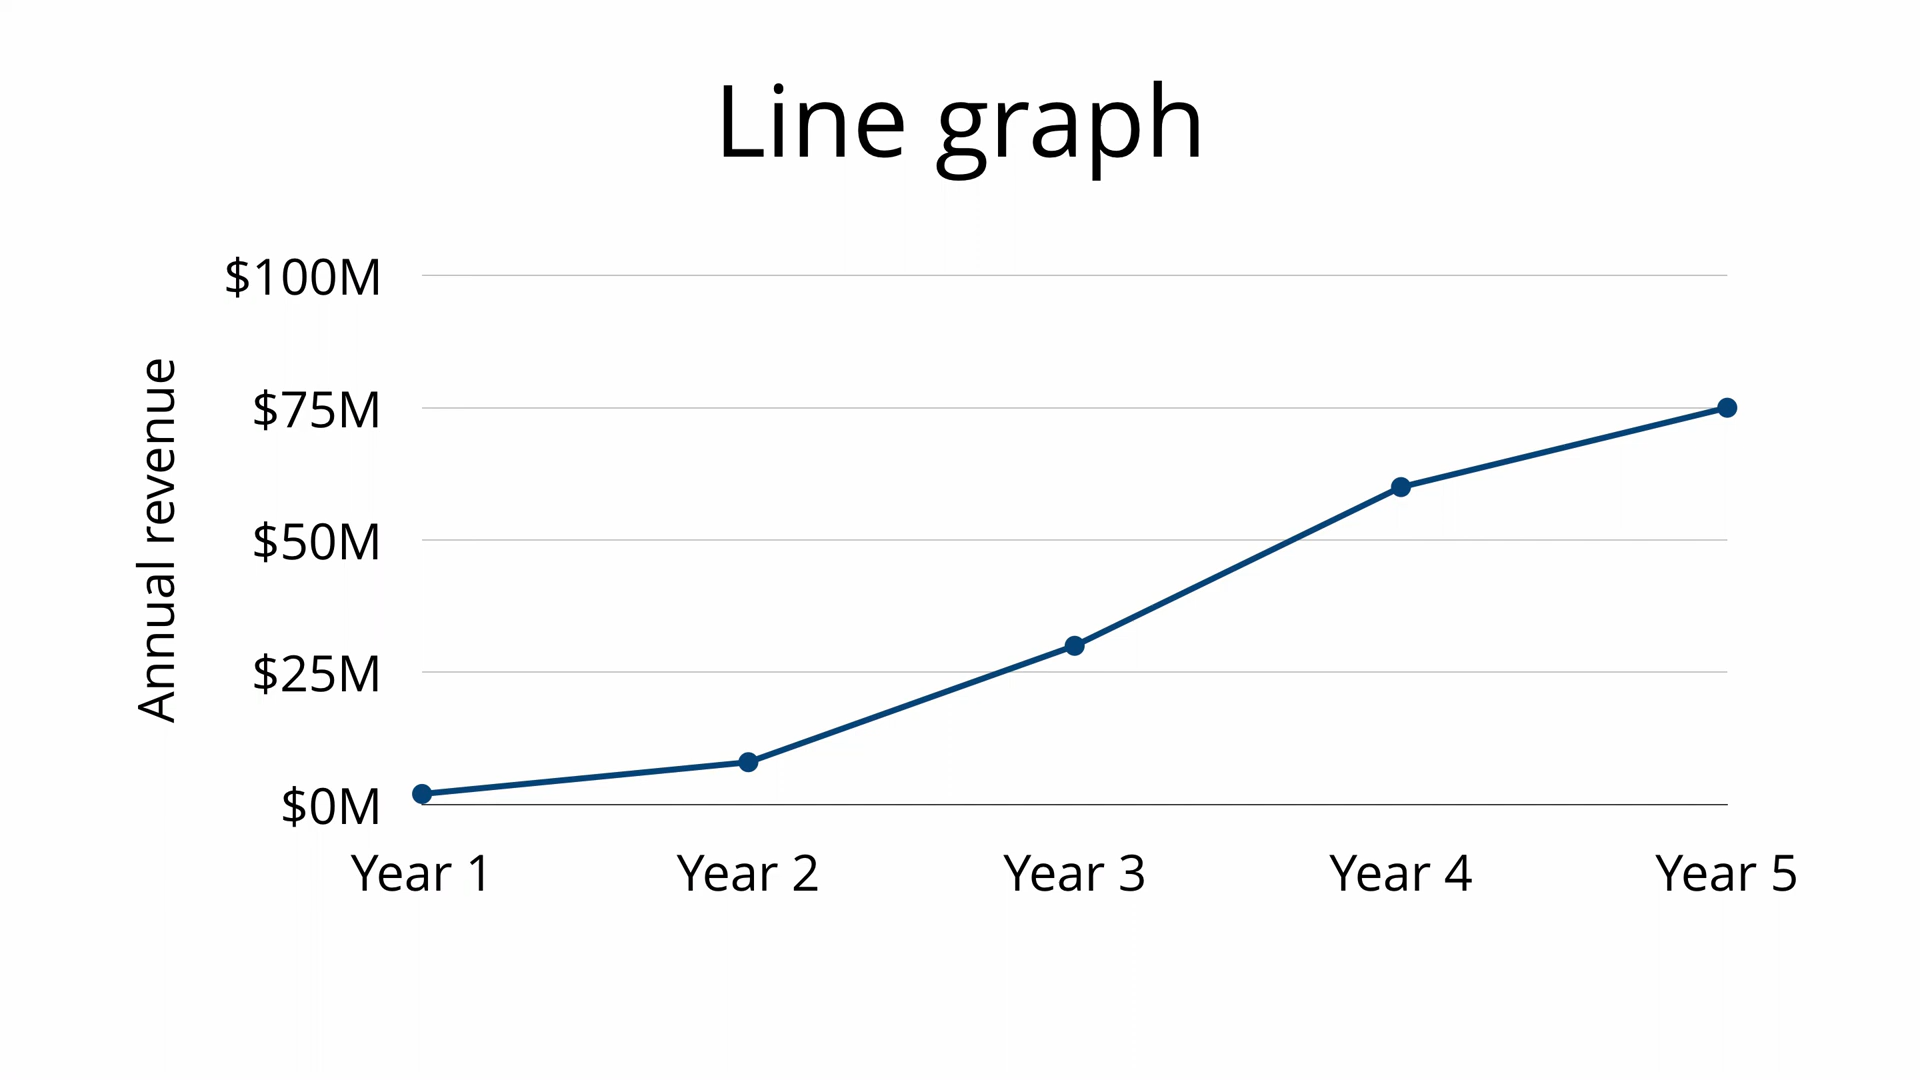 Line graph
$100M
$75M
$50M
$25M
$0M
Annual revenue
Year 1
Year 2
Year 3
Year 4
Year 5